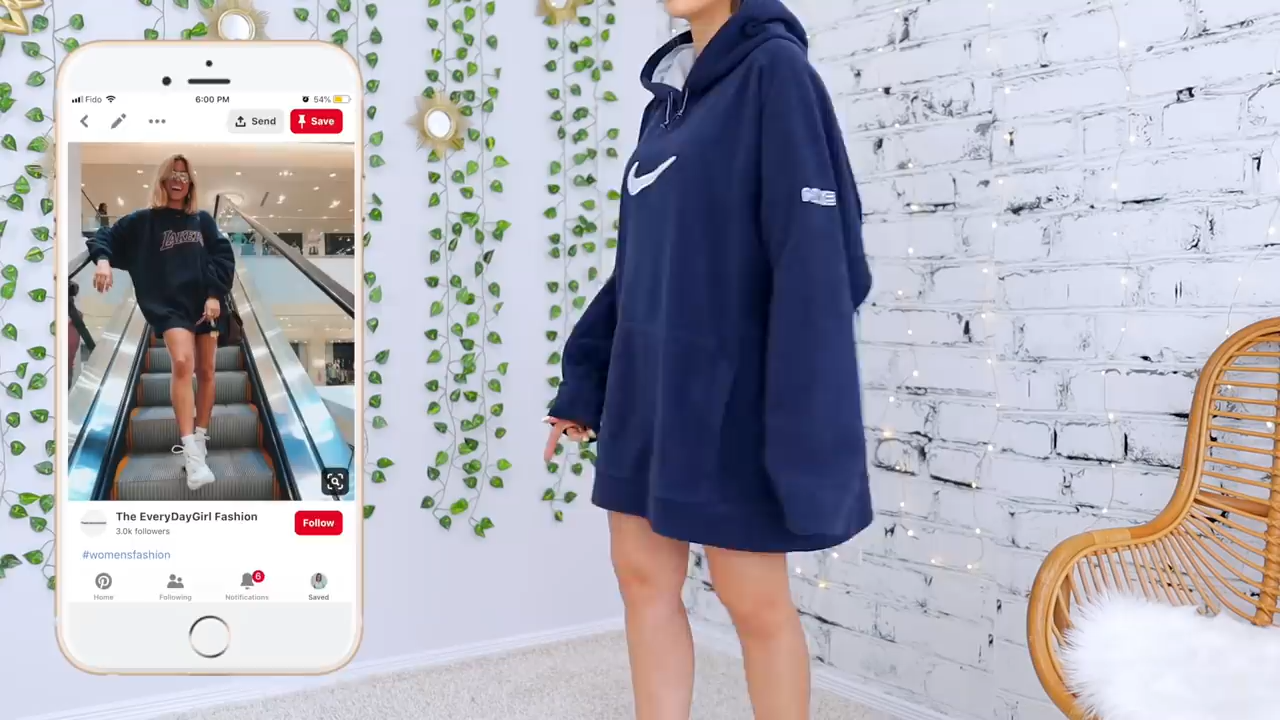 Fido
6:00 PM
54%
Send
Save
LAKERS
The EveryDayGirl Fashion
3.0k followers
Follow
#womensfashion
6
Home
Following
Notifications
Saved